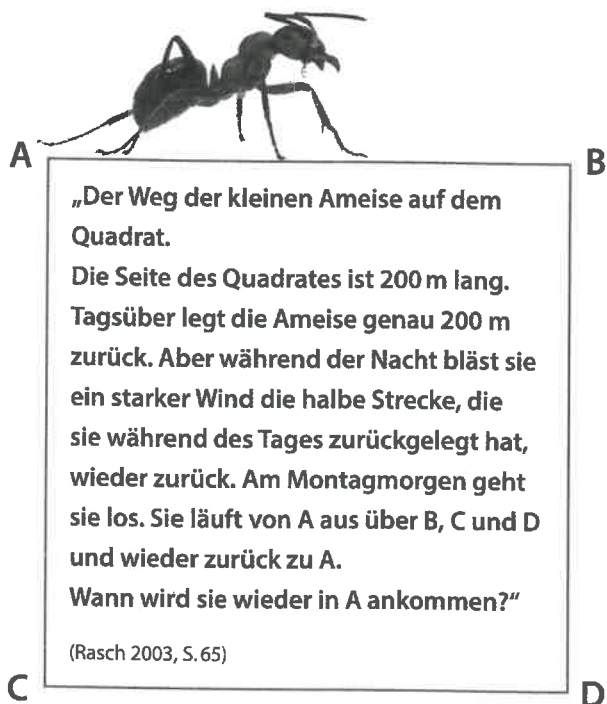 A
B
„Der Weg der kleinen Ameise auf dem
Quadrat.
Die Seite des Quadrates ist 200 m lang.
Tagsüber legt die Ameise genau 200 m
zurück. Aber während der Nacht bläst sie
ein starker Wind die halbe Strecke, die
sie während des Tages zurückgelegt hat,
wieder zurück. Am Montagmorgen geht
sie los. Sie läuft von A aus über B, C und D
und wieder zurück zu A.
Wann wird sie wieder in A ankommen?“
(Rasch 2003, S. 65)
C
D